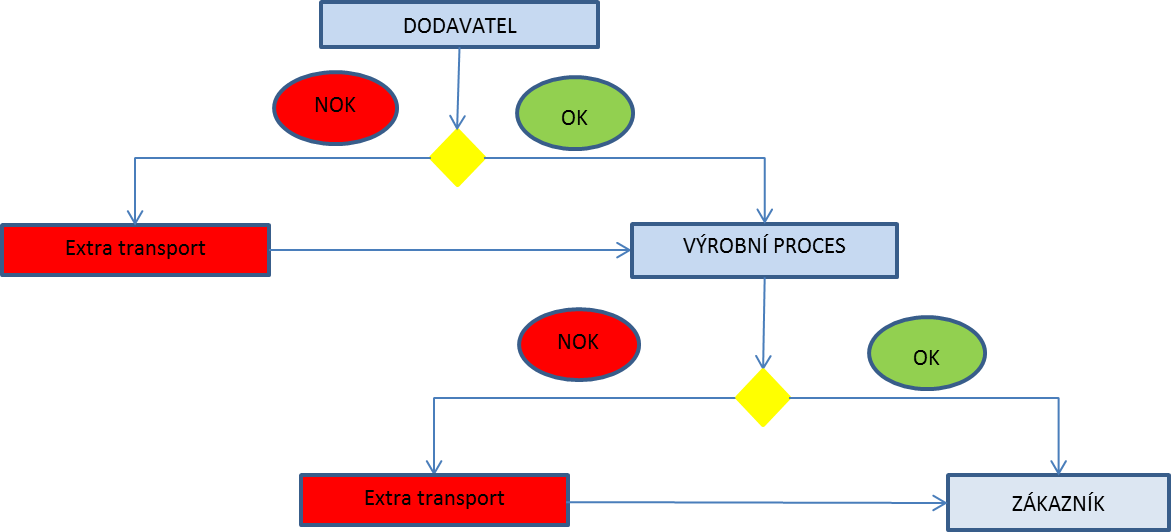 DODAVATEL
NOK
OK
Extra transport
VÝROBNÍ PROCES
NOK
OK
Extra transport
ZÁKAZNÍK